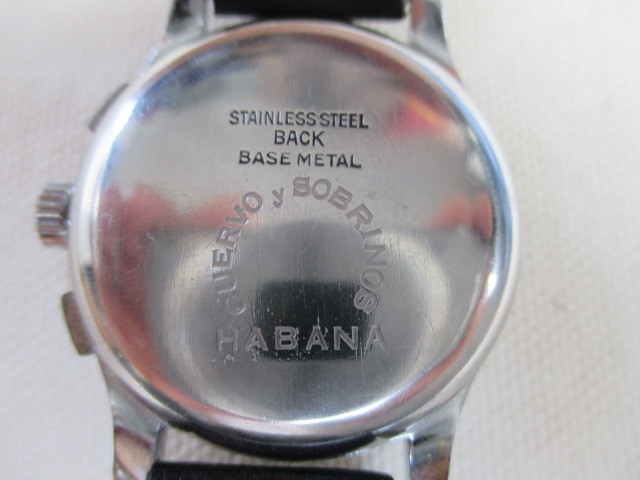 STAINLESS STEEL
BACK
BASE METAL
CUERVO y SOBRINOS
HABANA